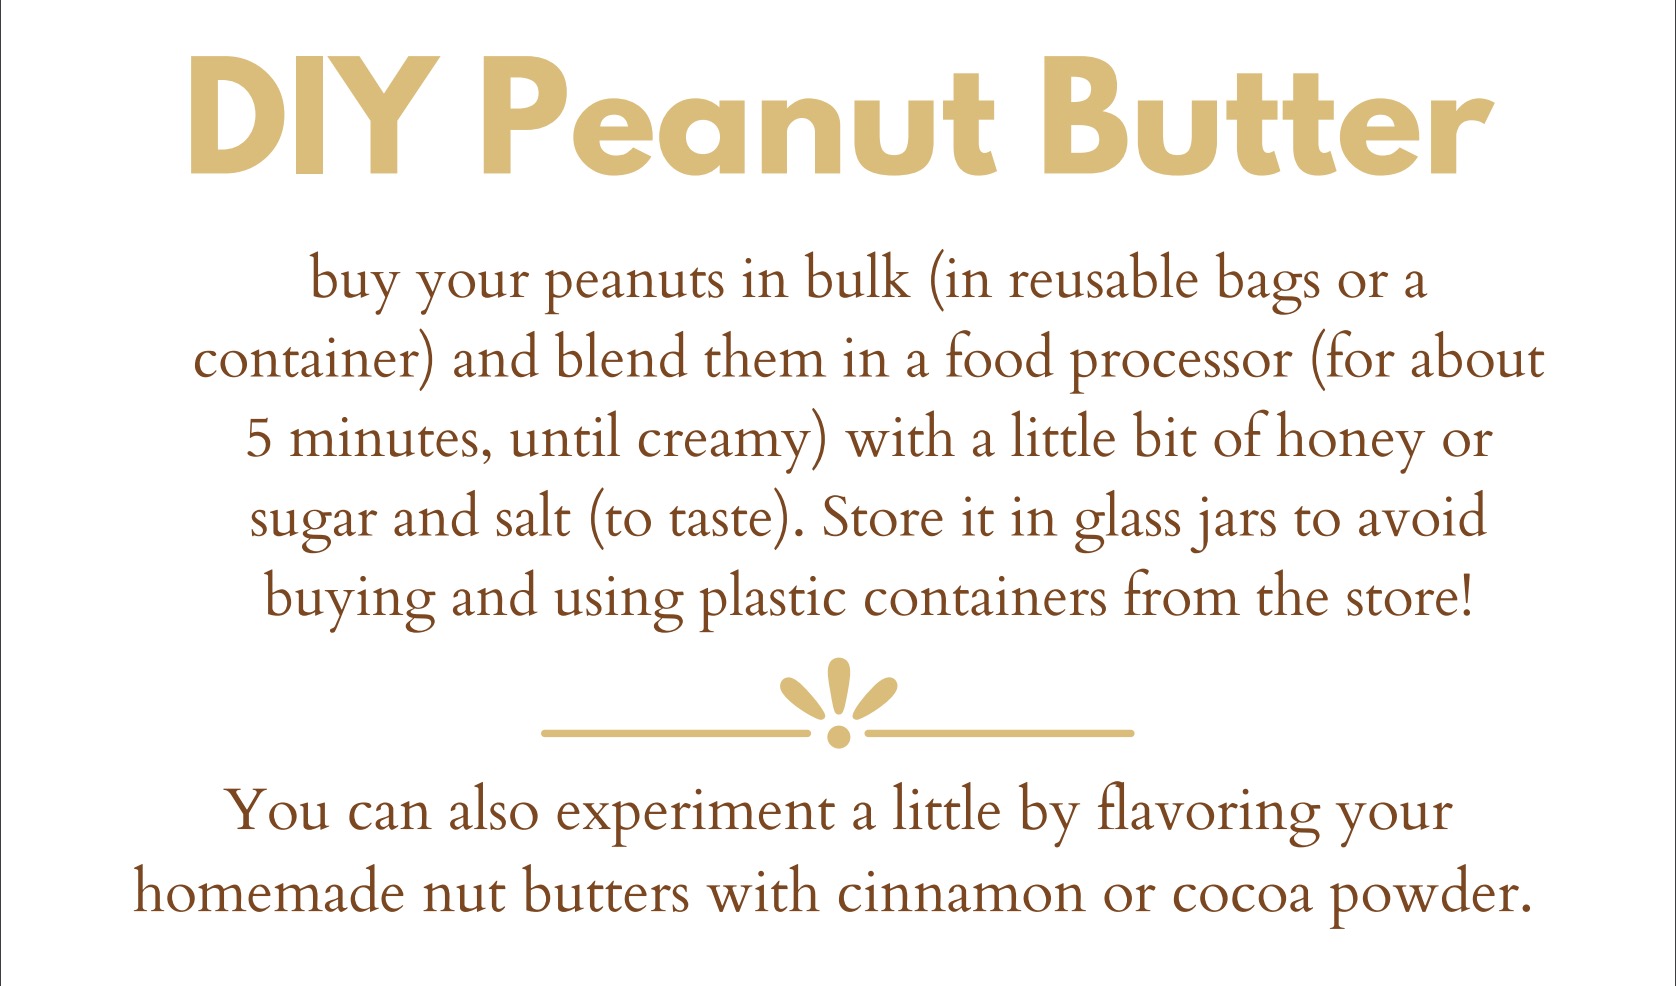 DIY Peanut Butter
buy your peanuts in bulk (in reusable bags or a
container) and blend them in a food processor (for about
5 minutes, until creamy) with a little bit of honey or
sugar and salt (to taste). Store it in glass jars to avoid
buying and using plastic containers from the store!
You can also experiment a little by flavoring your
homemade nut butters with cinnamon or cocoa powder.